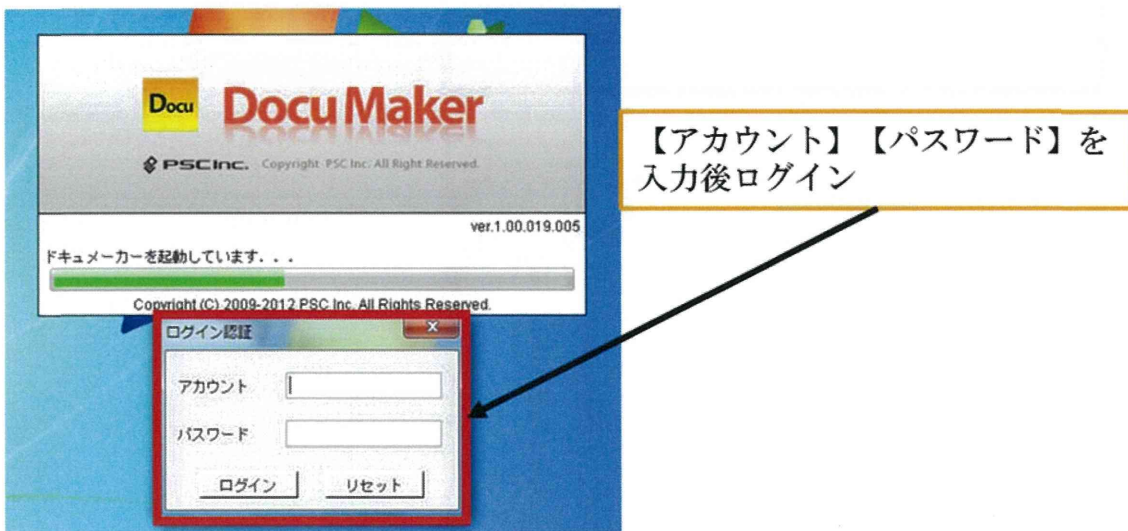 Docu Docu Maker
PSC Inc. Copyright PSC Inc. All Right Reserved.
ver.1.00.019.005
ドキュメーカーを起動しています．．．
Copyright (C) 2009-2012 PSC Inc. All Rights Reserved.
ログイン認証
アカウント
パスワード
ログイン リセット
【アカウント】【パスワード】を
入力後ログイン